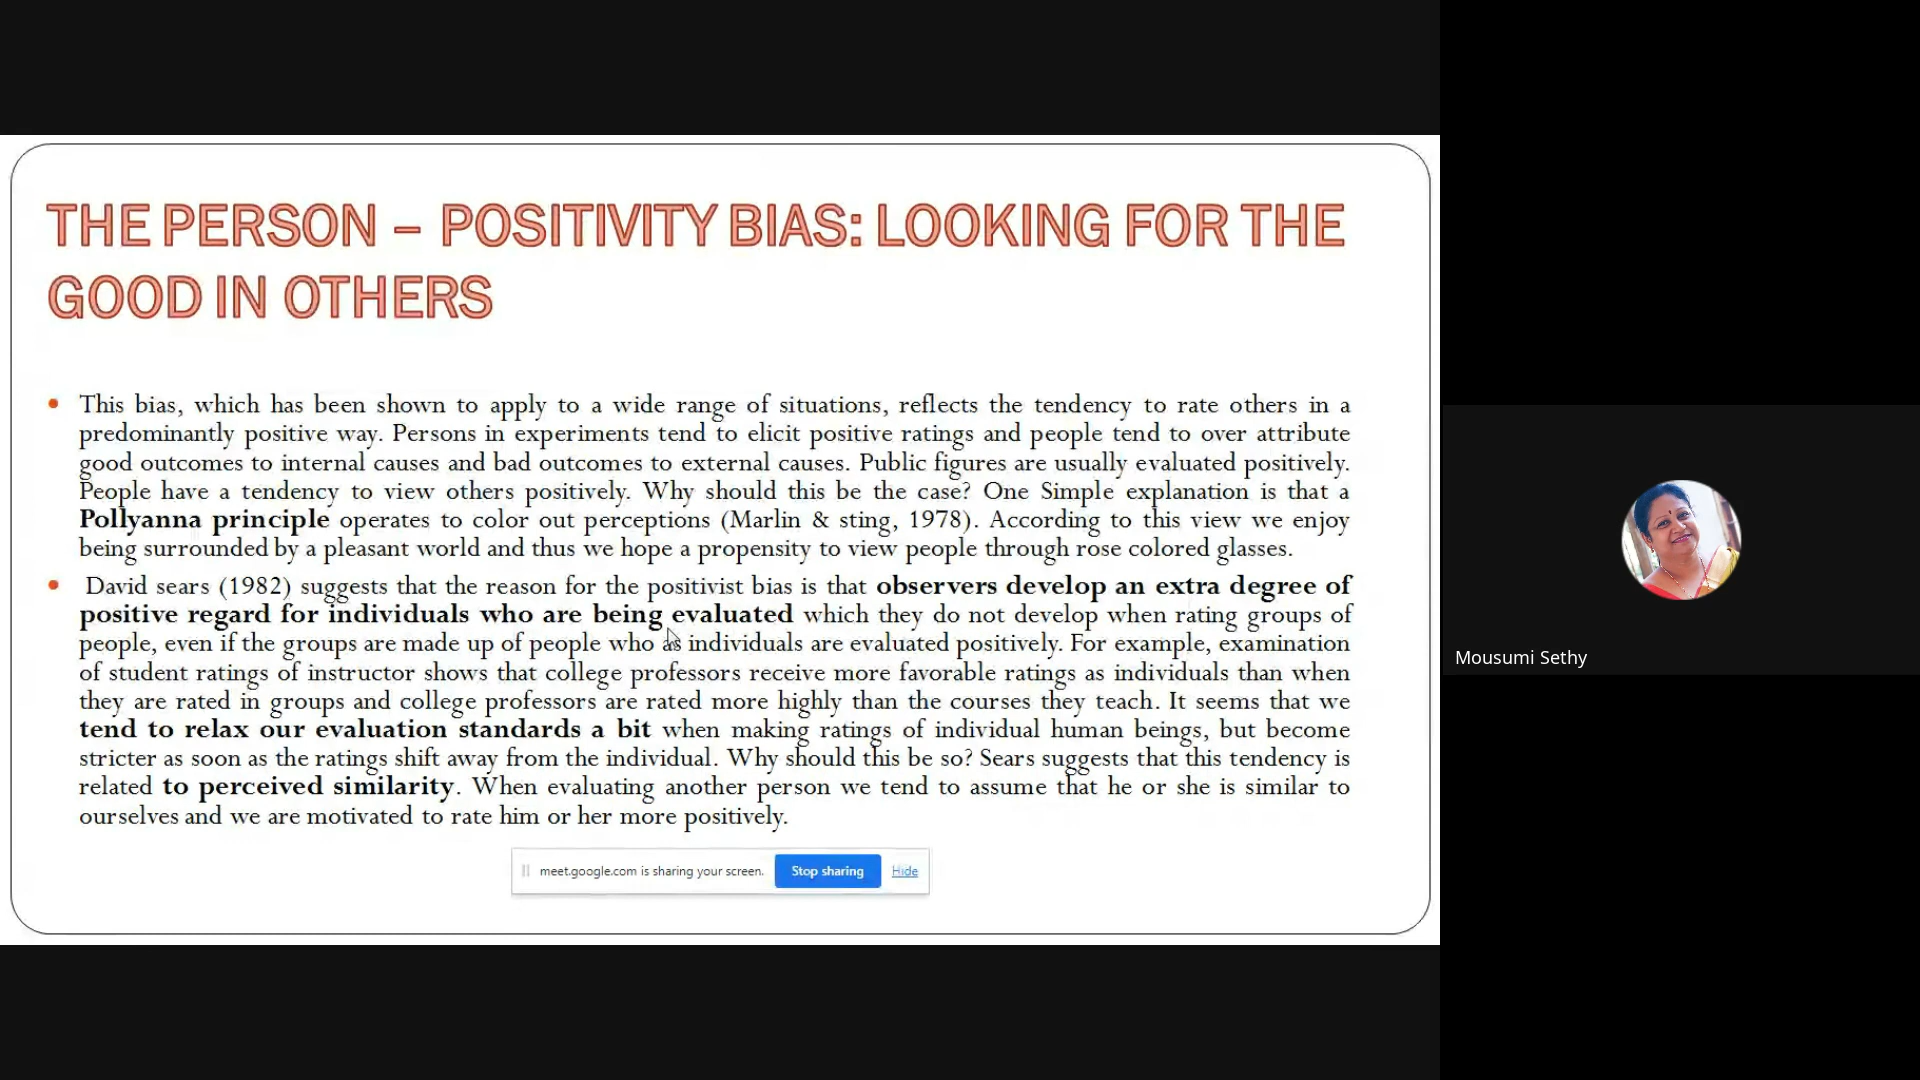 THE PERSON – POSITIVITY BIAS: LOOKING FOR THE
GOOD IN OTHERS
• This bias, which has been shown to apply to a wide range of situations, reflects the tendency to rate others in a
predominantly positive way. Persons in experiments tend to elicit positive ratings and people tend to over attribute
good outcomes to internal causes and bad outcomes to external causes. Public figures are usually evaluated positively.
People have a tendency to view others positively. Why should this be the case? One Simple explanation is that a
Pollyanna principle operates to color out perceptions (Marlin & sting, 1978). According to this view we enjoy
being surrounded by a pleasant world and thus we hope a propensity to view people through rose colored glasses.
• David sears (1982) suggests that the reason for the positivist bias is that observers develop an extra degree of
positive regard for individuals who are being evaluated which they do not develop when rating groups of
people, even if the groups are made up of people who as individuals are evaluated positively. For example, examination
of student ratings of instructor shows that college professors receive more favorable ratings as individuals than when
they are rated in groups and college professors are rated more highly than the courses they teach. It seems that we
tend to relax our evaluation standards a bit when making ratings of individual human beings, but become
stricter as soon as the ratings shift away from the individual. Why should this be so? Sears suggests that this tendency is
related to perceived similarity. When evaluating another person we tend to assume that he or she is similar to
ourselves and we are motivated to rate him or her more positively.
meet.google.com is sharing your screen. Stop sharing Hide
Mousumi Sethy